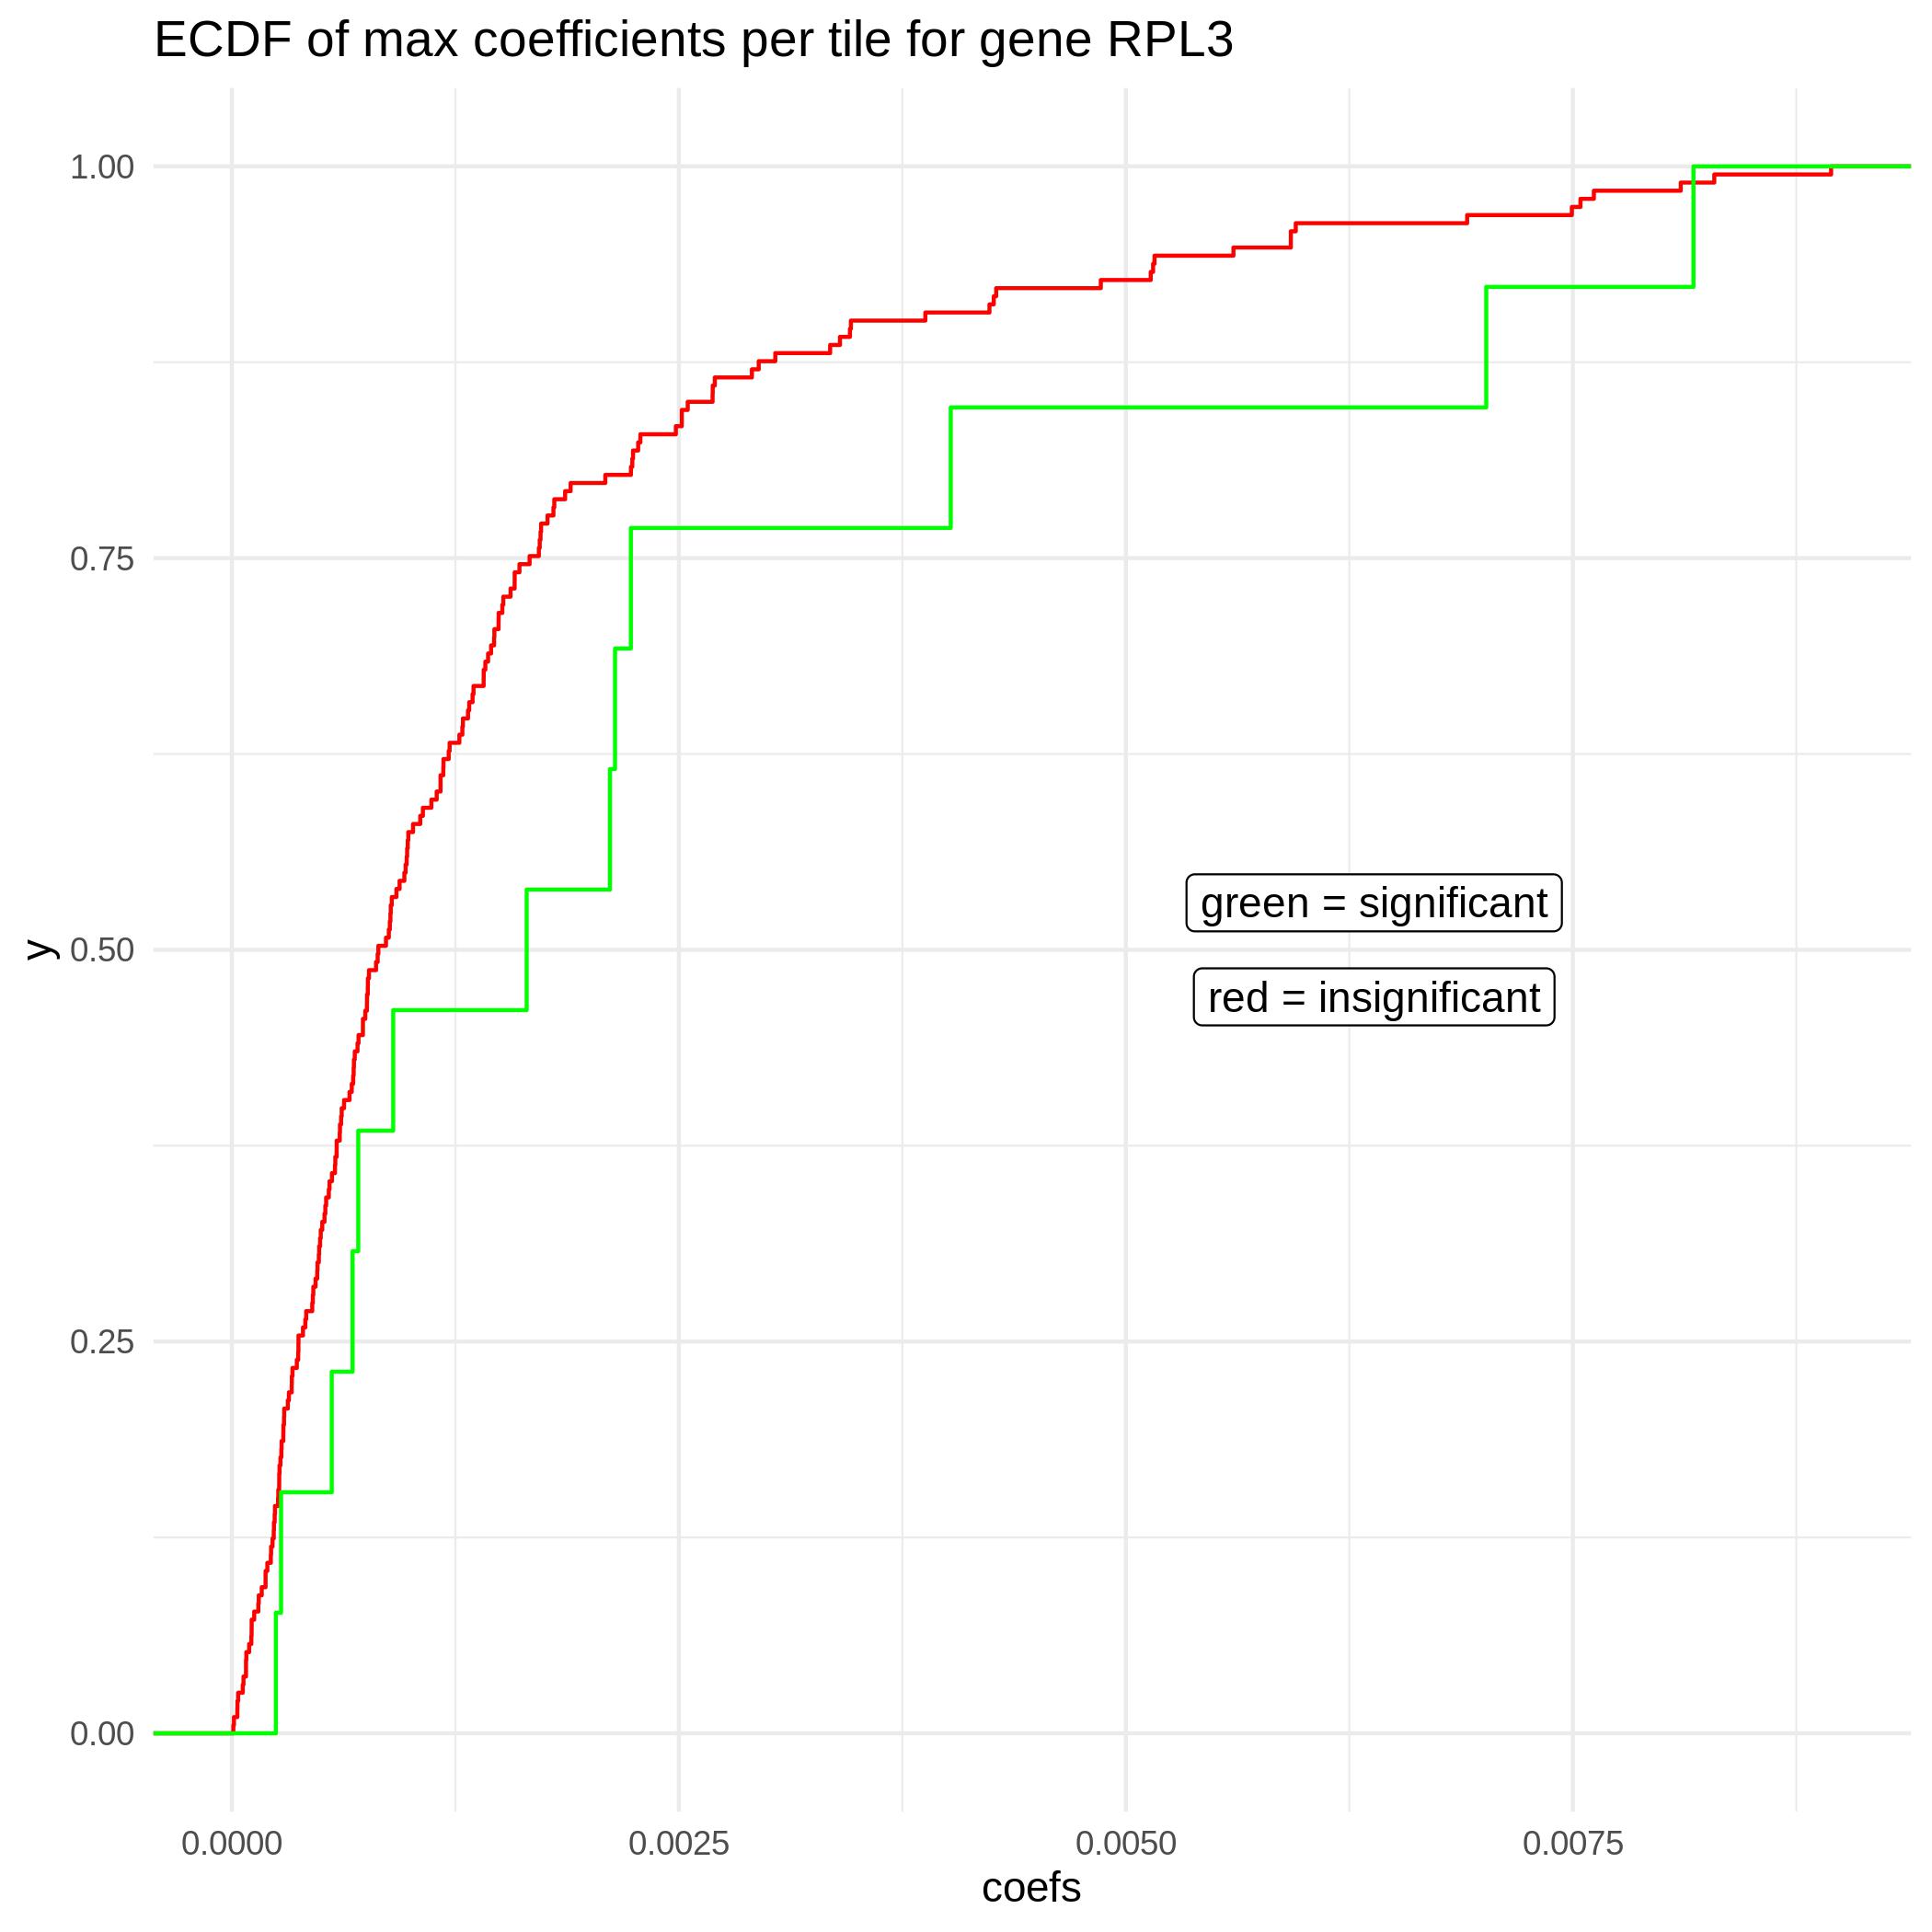 ECDF of max coefficients per tile for gene RPL3
1.00
0.75
0.50
0.25
0.00
y
green = significant
red = insignificant
0.0000
0.0025
0.0050
0.0075
coefs